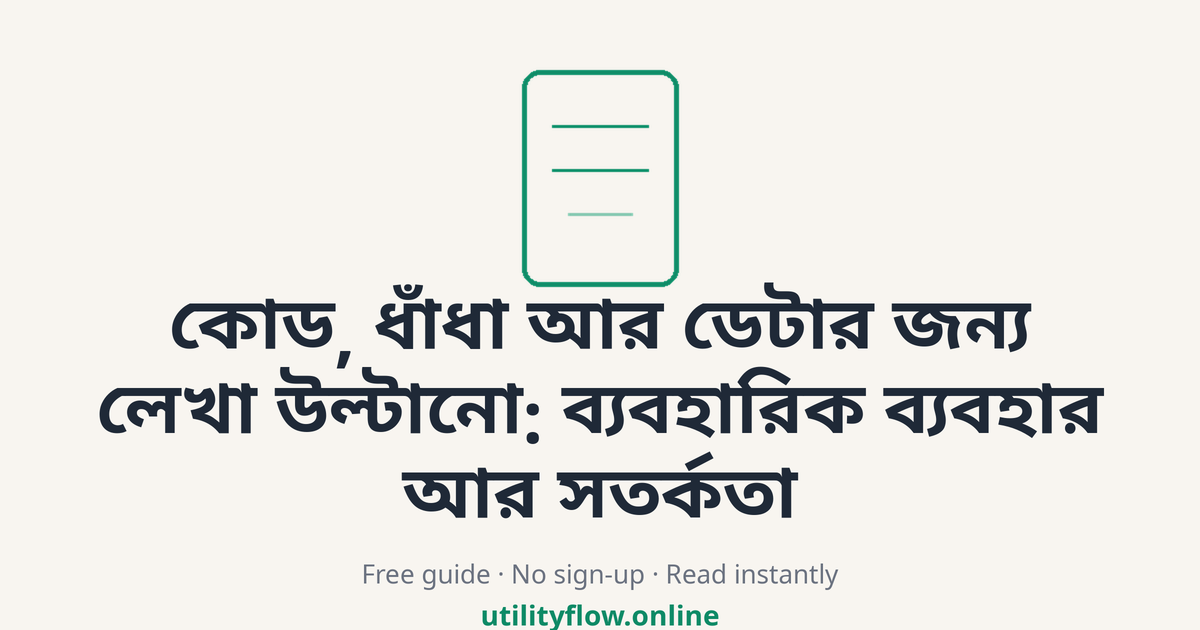 কোড, ধাঁধা আর ডেটার জন্য
লেখা উল্টানো: ব্যবহারিক ব্যবহার
আর সতর্কতা
Free guide · No sign-up · Read instantly
utilityflow.online